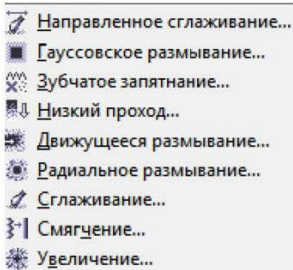 Направленное сглаживание...
Гауссовское размывание...
Зубчатое запятнание...
Низкий проход...
Движущееся размывание...
Радиальное размывание...
Сглаживание...
Смягчение...
Увеличение...